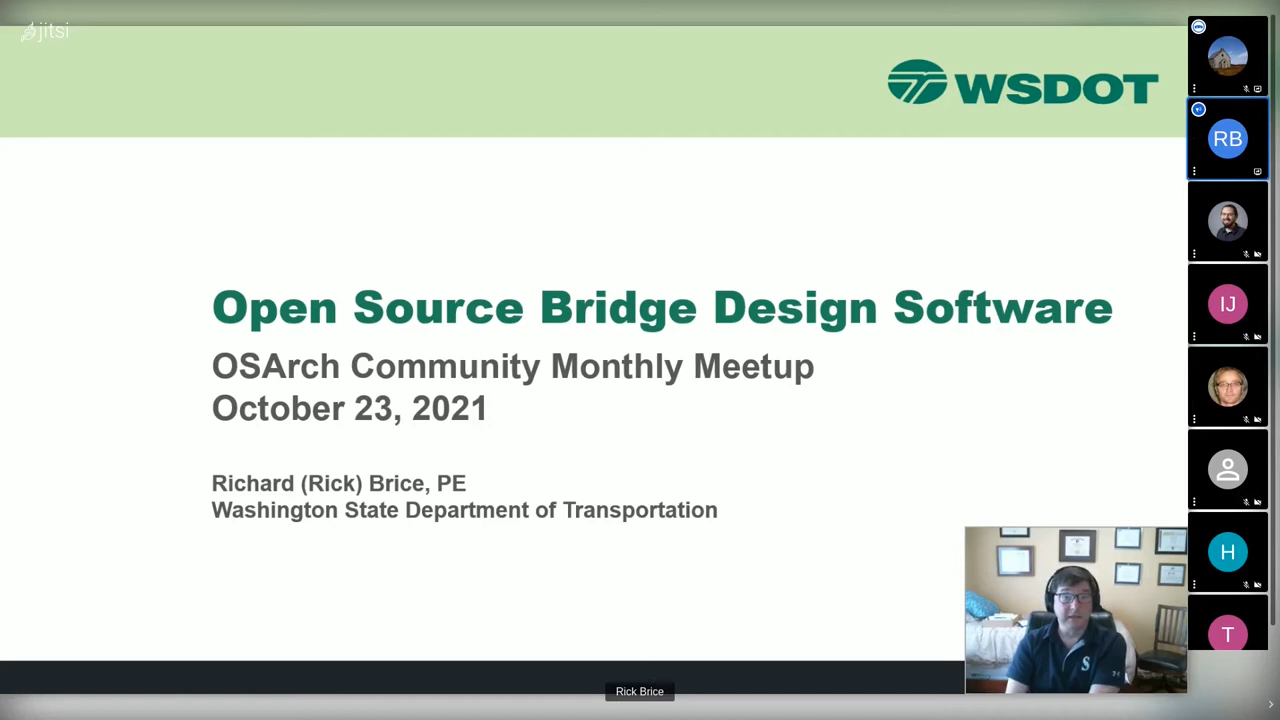 jitsi
WSDOT
Open Source Bridge Design Software
OSArch Community Monthly Meetup
October 23, 2021
Richard (Rick) Brice, PE
Washington State Department of Transportation
Rick Brice
RB
IJ
H
T
S